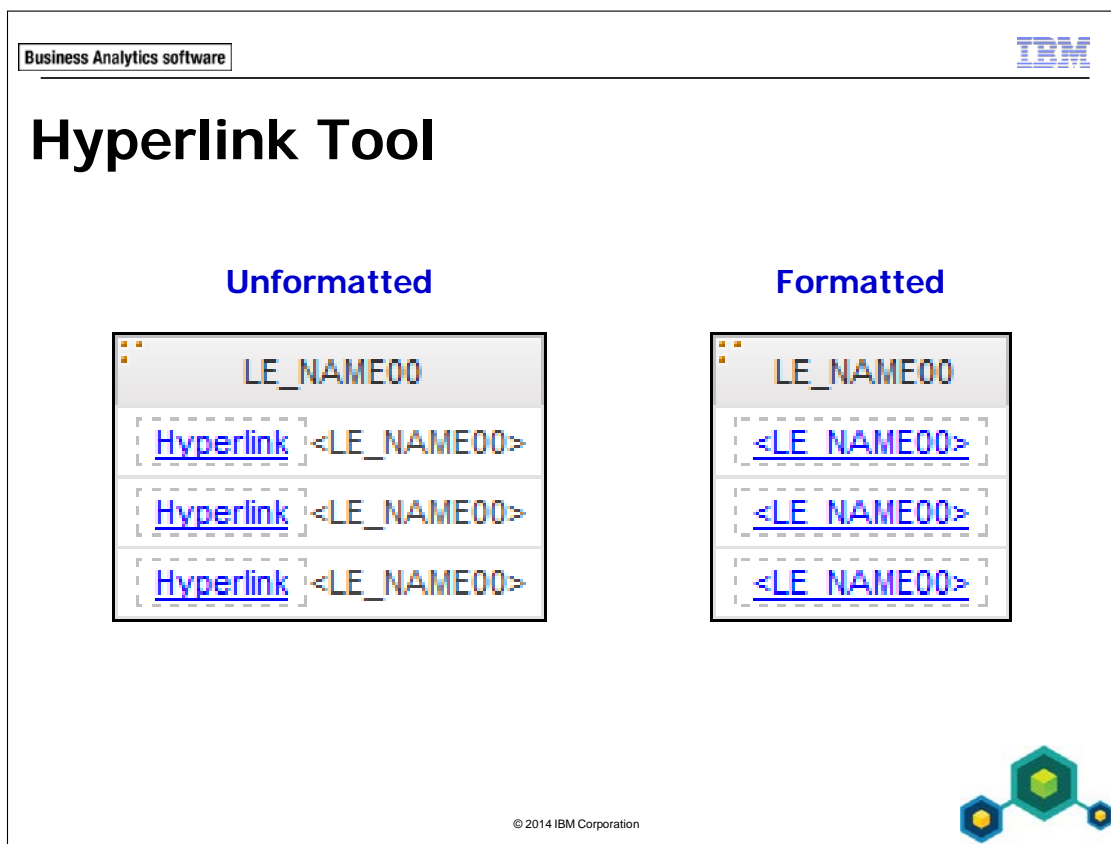 Business Analytics software
IBM
Hyperlink Tool
Unformatted
LE_NAME00
Hyperlink <LE_NAME00>
Hyperlink <LE_NAME00>
Hyperlink <LE_NAME00>
Formatted
LE_NAME00
<LE_NAME00>
<LE_NAME00>
<LE_NAME00>
© 2014 IBM Corporation